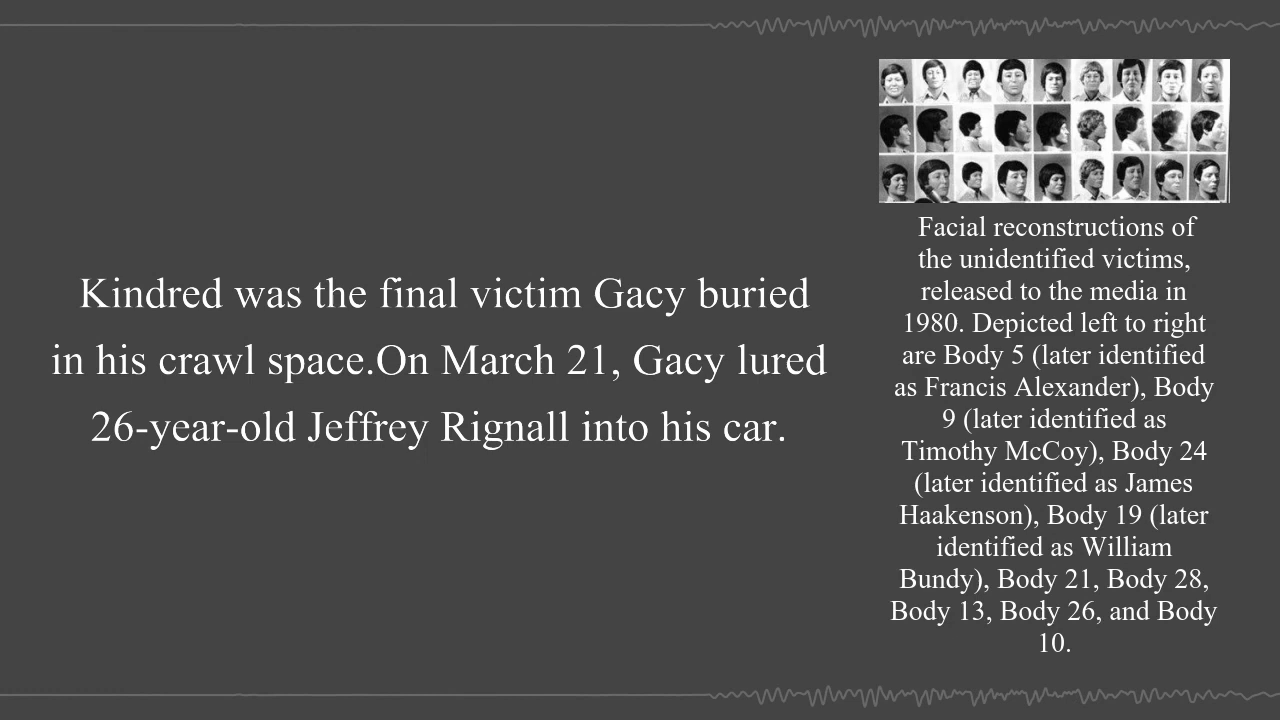 Kindred was the final victim Gacy buried
in his crawl space.On March 21, Gacy lured
26-year-old Jeffrey Rignall into his car.
Facial reconstructions of
the unidentified victims,
released to the media in
1980. Depicted left to right
are Body 5 (later identified
as Francis Alexander), Body
9 (later identified as
Timothy McCoy), Body 24
(later identified as James
Haakenson), Body 19 (later
identified as William
Bundy), Body 21, Body 28,
Body 13, Body 26, and Body
10.